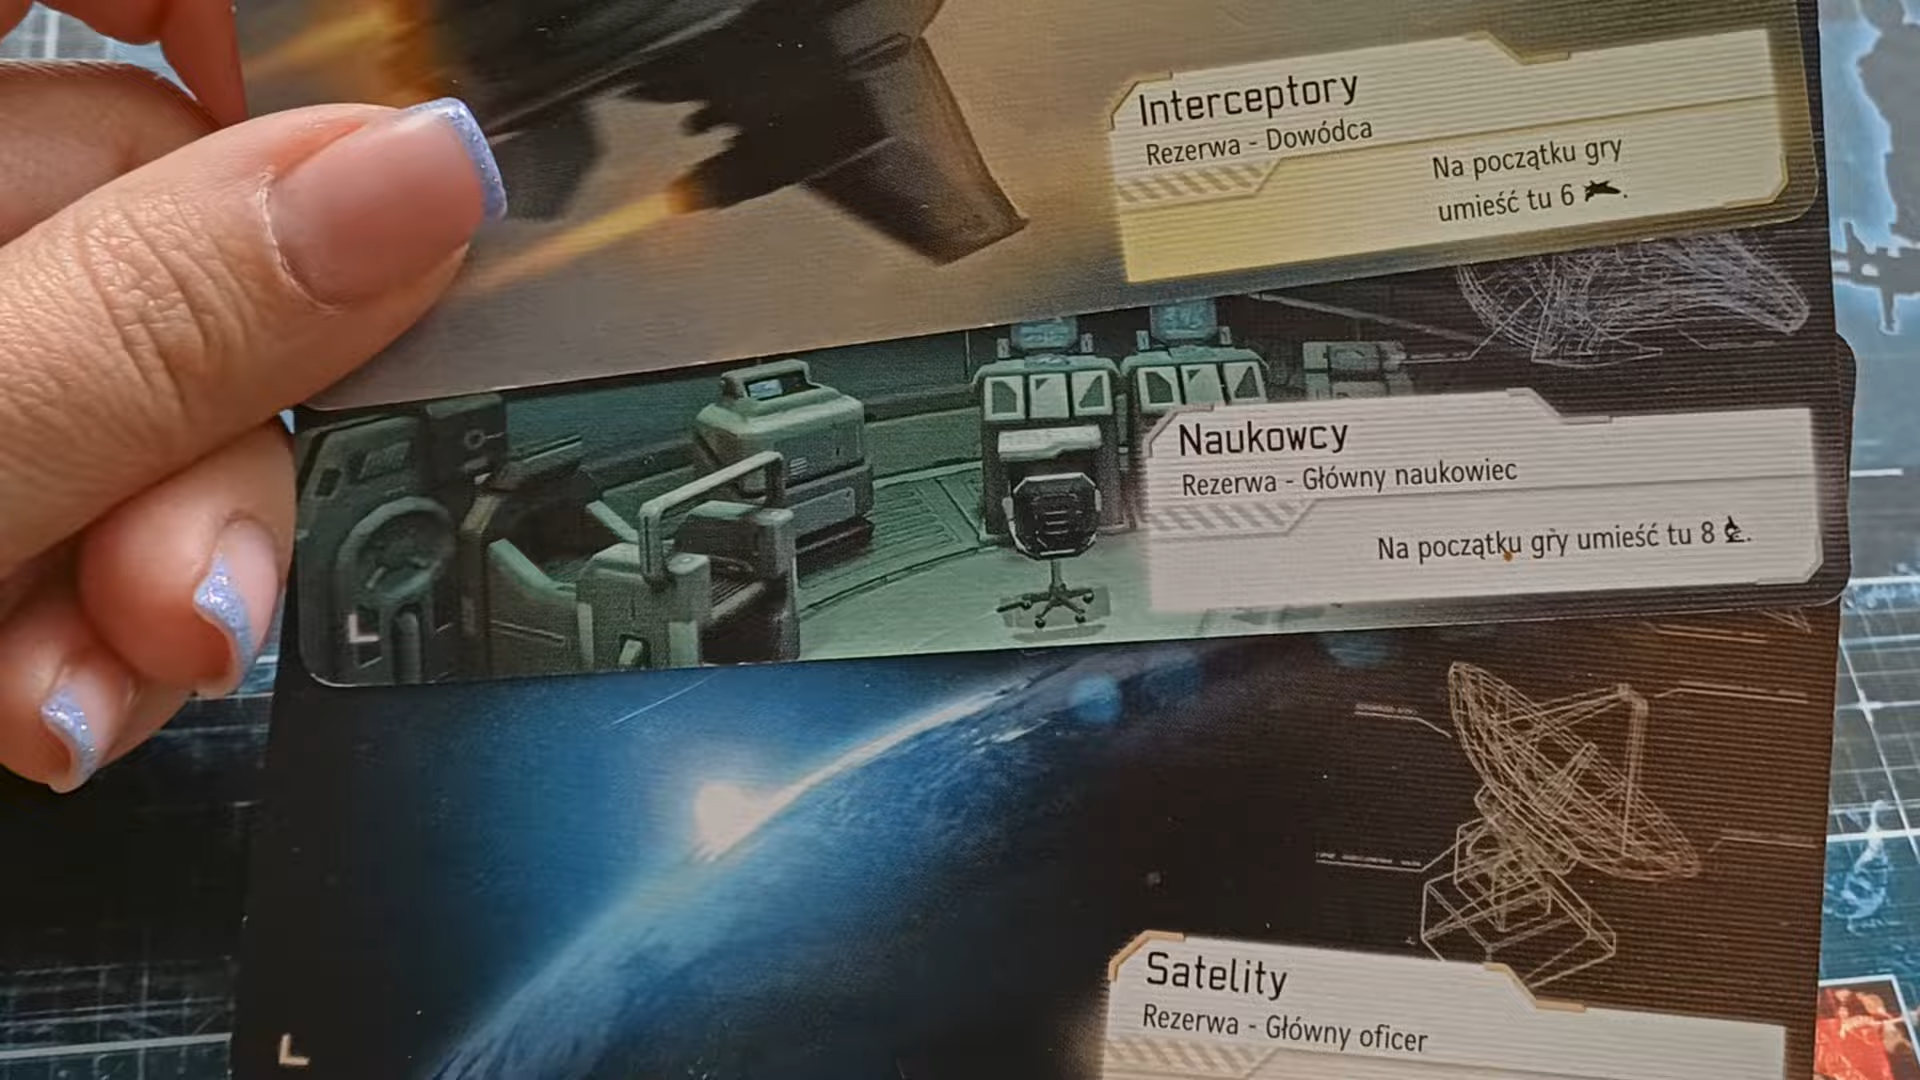 Interceptory
Rezerwa - Dowódca
Na początku gry
umieść tu 6 .
Naukowcy
Rezerwa - Główny naukowiec
Na początku gry umieść tu 8 .
Satelity
Rezerwa - Główny oficer